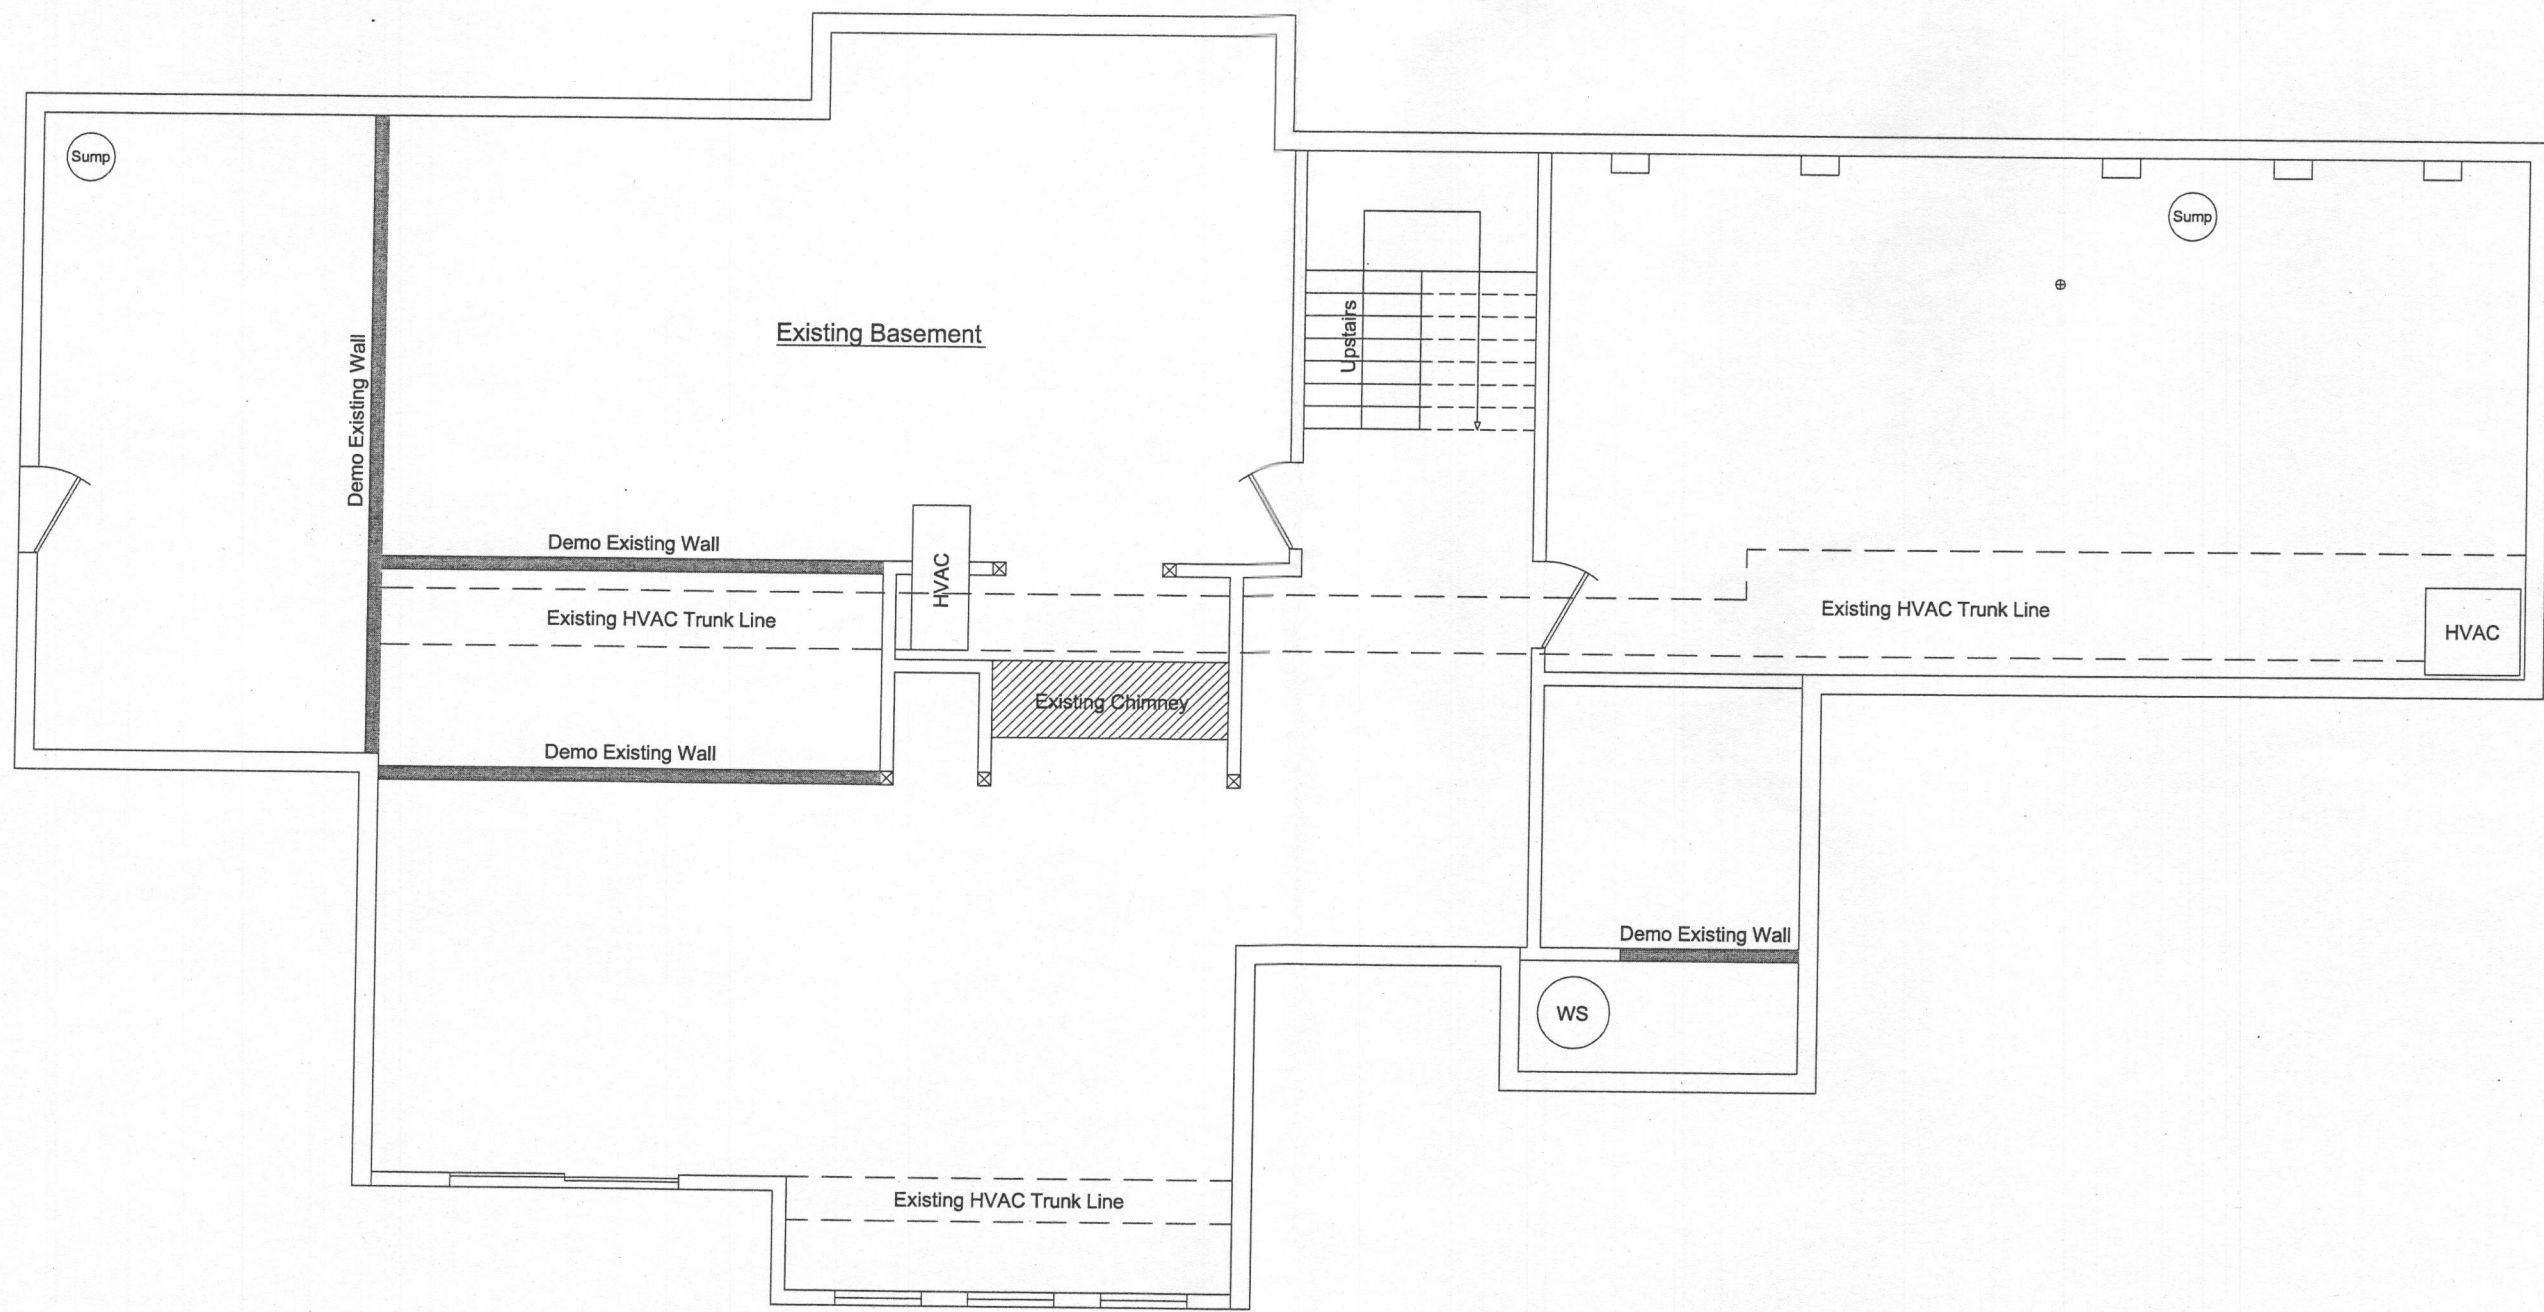 Sump
Sump
Existing Basement
Upstairs
Demo Existing Wall
Demo Existing Wall
HVAC
Existing HVAC Trunk Line
Existing HVAC Trunk Line
HVAC
Existing Chimney
Demo Existing Wall
Demo Existing Wall
WS
Existing HVAC Trunk Line